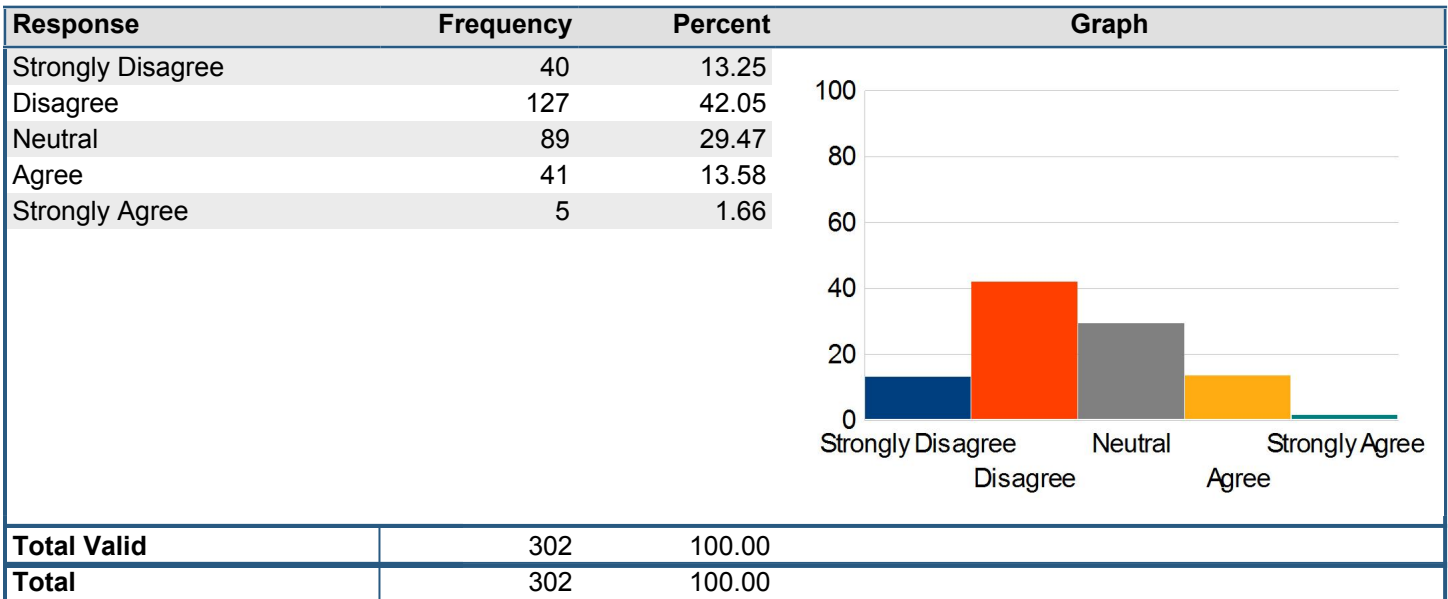 Response Frequency Percent Graph
Strongly Disagree 40 13.25
Disagree 127 42.05
Neutral 89 29.47
Agree 41 13.58
Strongly Agree 5 1.66
100
80
60
40
20
0
Strongly Disagree Neutral Strongly Agree
Disagree Agree
Total Valid 302 100.00
Total 302 100.00